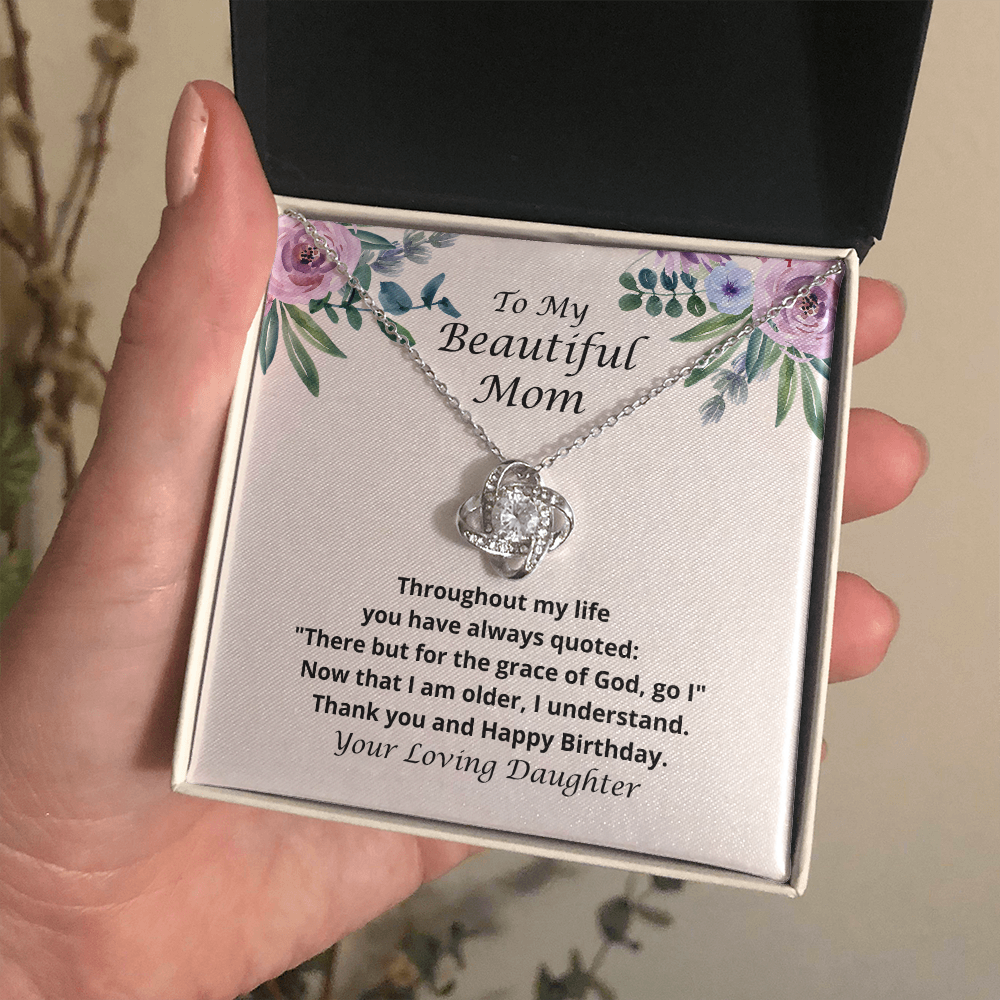 To My
Beautiful
Mom
Throughout my life
you have always quoted:
"There but for the grace of God, go I"
Now that I am older, I understand.
Thank you and Happy Birthday.
Your Loving Daughter